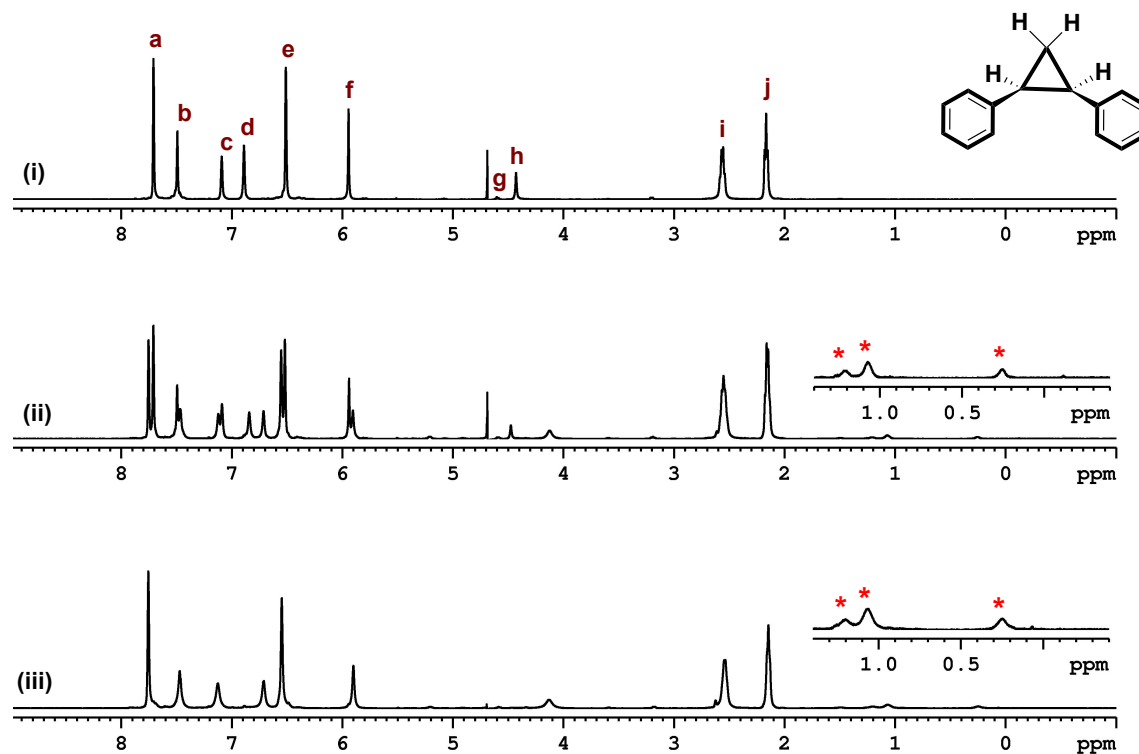 a
b
c
d
e
f
g
h
i
j
H H
H H
(i)
8 7 6 5 4 3 2 1 0 ppm
(ii)
* * *
1.0 0.5 ppm
8 7 6 5 4 3 2 1 0 ppm
(iii)
* * *
1.0 0.5 ppm
8 7 6 5 4 3 2 1 0 ppm